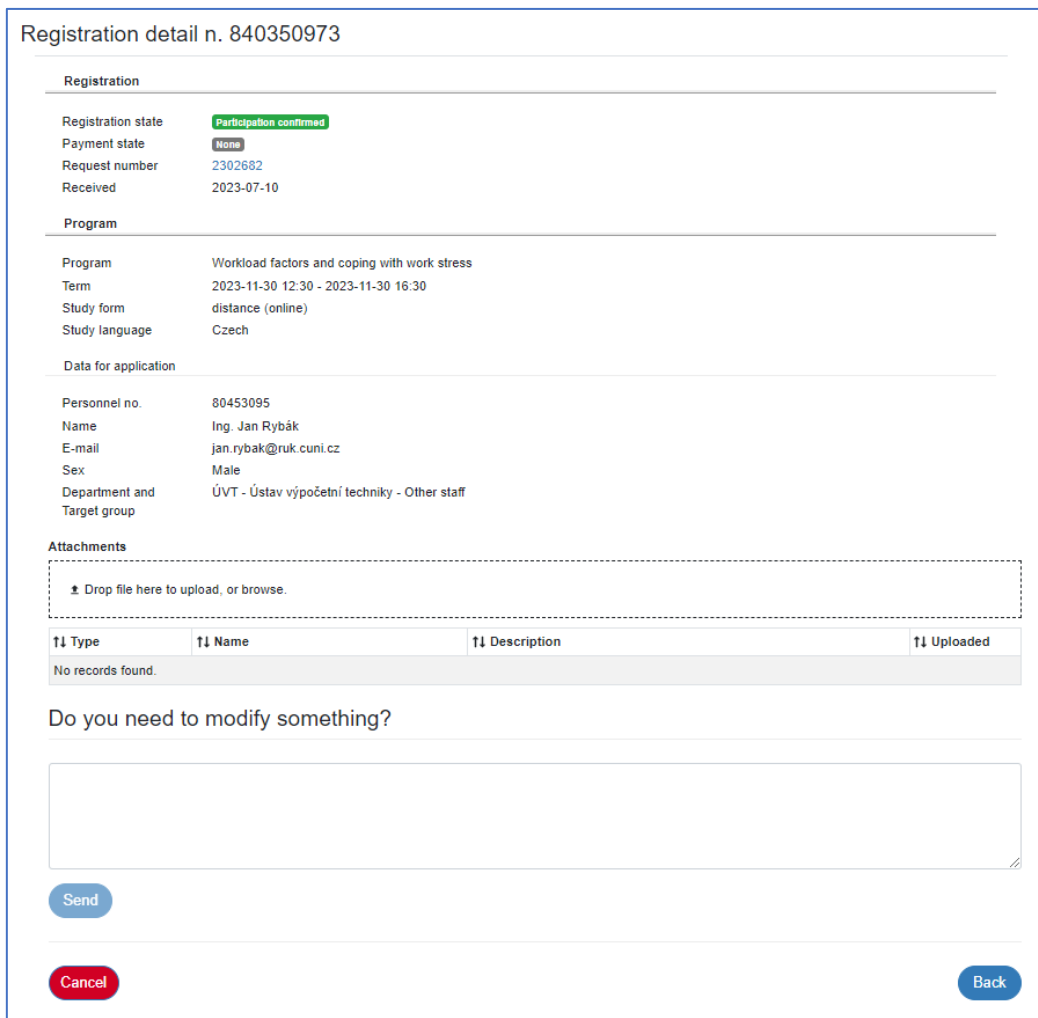 Registration detail n. 840350973
Registration
Registration state Participation confirmed
Payment state None
Request number 2302682
Received 2023-07-10
Program
Program Workload factors and coping with work stress
Term 2023-11-30 12:30 - 2023-11-30 16:30
Study form distance (online)
Study language Czech
Data for application
Personnel no. 80453095
Name Ing. Jan Rybák
E-mail jan.rybak@ruk.cuni.cz
Sex Male
Department and ÚVT - Ústav výpočetní techniky - Other staff
Target group
Attachments
Drop file here to upload, or browse.
Type Name Description Uploaded
No records found.
Do you need to modify something?
Send
Cancel Back